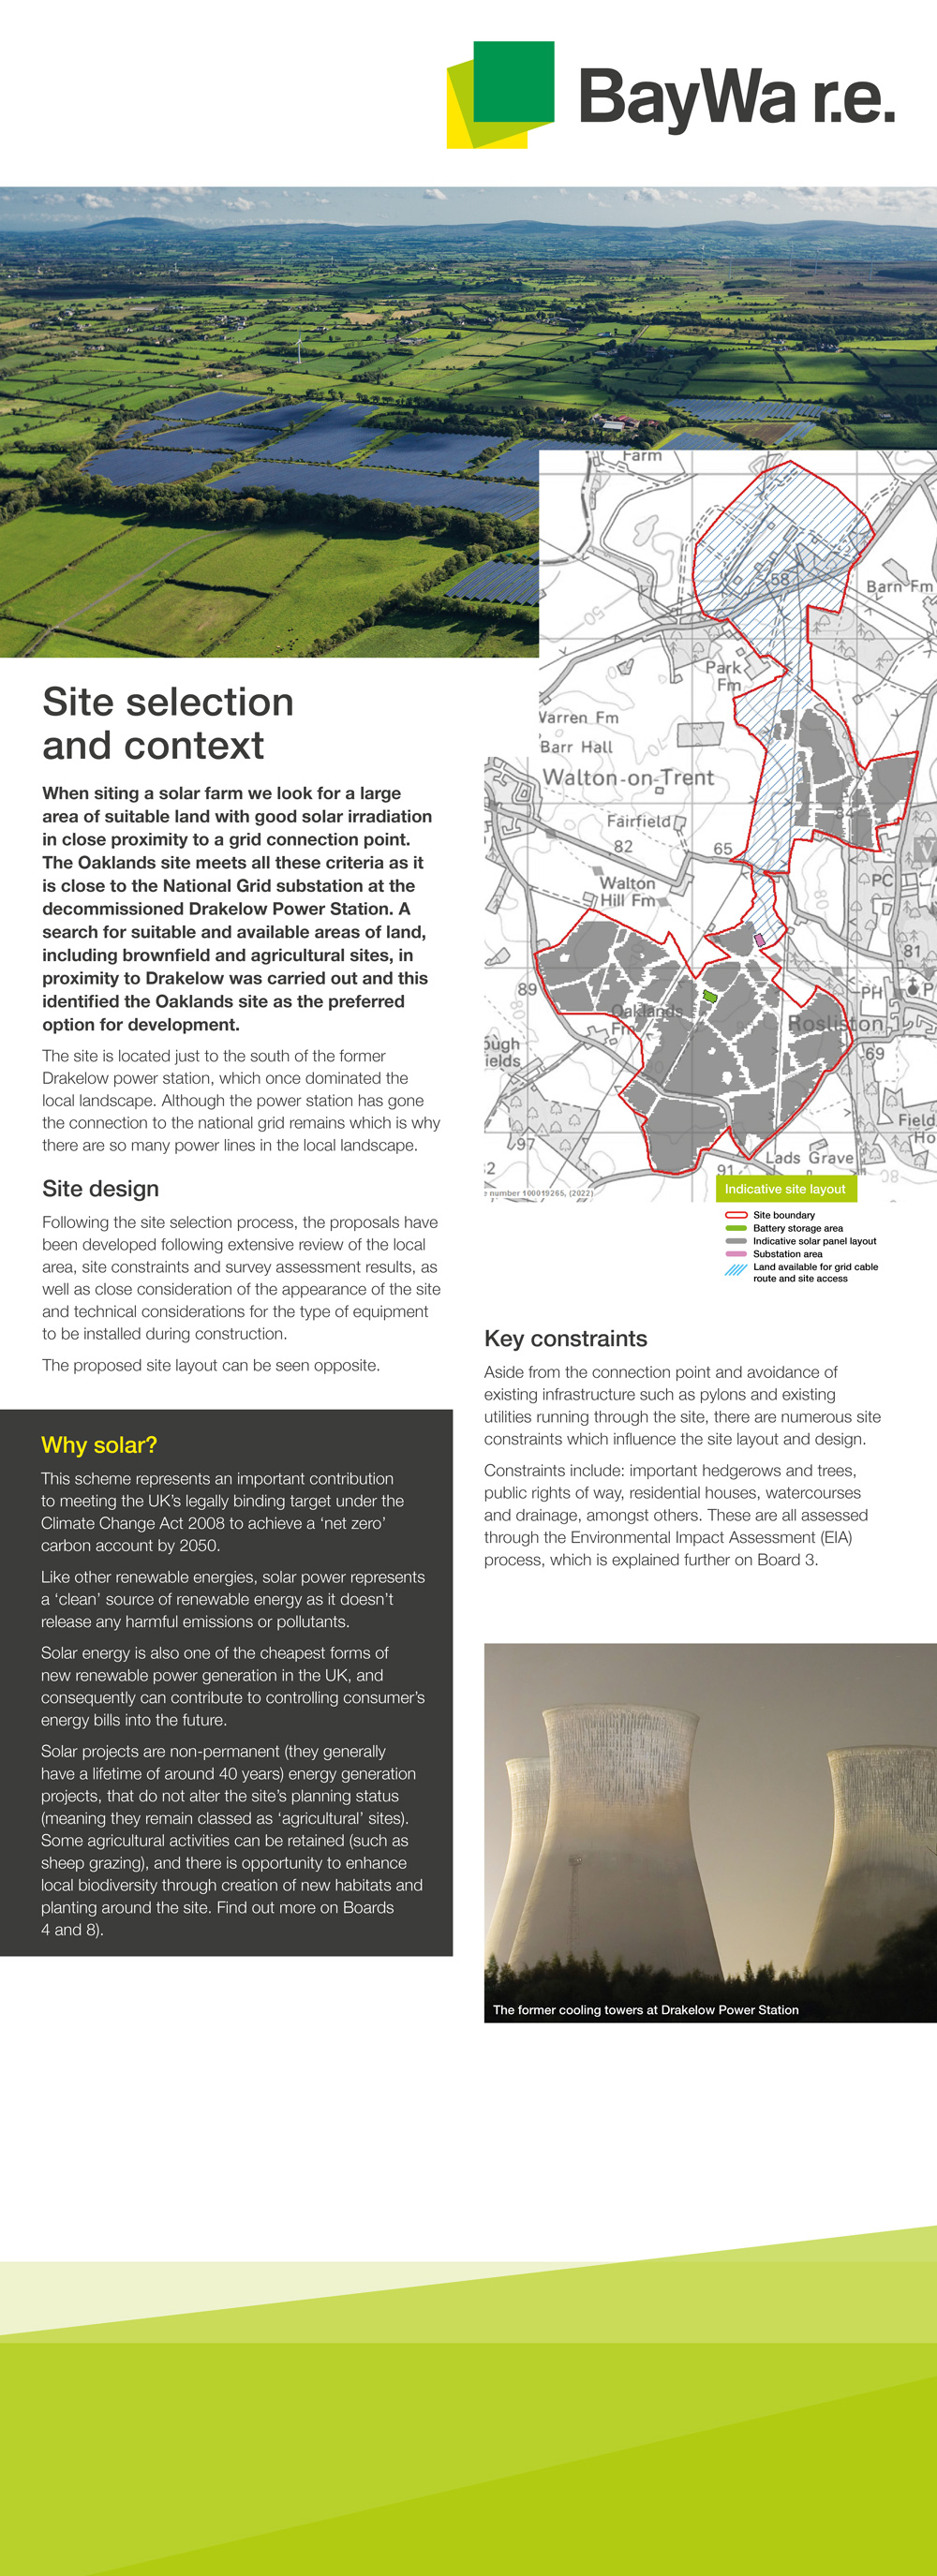 BayWa r.e.
Farm
58
Barn Fm
50
Park
Fm
Warren Fm
Barr Hall
70
Walton-on-Trent
Fairfield
82
65
84
Walton
Hill Fm
80
PC
81
89
Oaklands
Fm
PH
P
Rosliston
ough
ields
69
90
Field
Ho
97
Lads Grave
2
91
80
e number 100019265, (2022)
Indicative site layout
Site boundary
Battery storage area
Indicative solar panel layout
Substation area
Land available for grid cable
route and site access
Site selection
and context
When siting a solar farm we look for a large
area of suitable land with good solar irradiation
in close proximity to a grid connection point.
The Oaklands site meets all these criteria as it
is close to the National Grid substation at the
decommissioned Drakelow Power Station. A
search for suitable and available areas of land,
including brownfield and agricultural sites, in
proximity to Drakelow was carried out and this
identified the Oaklands site as the preferred
option for development.
The site is located just to the south of the former
Drakelow power station, which once dominated the
local landscape. Although the power station has gone
the connection to the national grid remains which is why
there are so many power lines in the local landscape.
Site design
Following the site selection process, the proposals have
been developed following extensive review of the local
area, site constraints and survey assessment results, as
well as close consideration of the appearance of the site
and technical considerations for the type of equipment
to be installed during construction.
The proposed site layout can be seen opposite.
Why solar?
This scheme represents an important contribution
to meeting the UK’s legally binding target under the
Climate Change Act 2008 to achieve a ‘net zero’
carbon account by 2050.
Like other renewable energies, solar power represents
a ‘clean’ source of renewable energy as it doesn’t
release any harmful emissions or pollutants.
Solar energy is also one of the cheapest forms of
new renewable power generation in the UK, and
consequently can contribute to controlling consumer’s
energy bills into the future.
Solar projects are non-permanent (they generally
have a lifetime of around 40 years) energy generation
projects, that do not alter the site’s planning status
(meaning they remain classed as ‘agricultural’ sites).
Some agricultural activities can be retained (such as
sheep grazing), and there is opportunity to enhance
local biodiversity through creation of new habitats and
planting around the site. Find out more on Boards
4 and 8).
Key constraints
Aside from the connection point and avoidance of
existing infrastructure such as pylons and existing
utilities running through the site, there are numerous site
constraints which influence the site layout and design.
Constraints include: important hedgerows and trees,
public rights of way, residential houses, watercourses
and drainage, amongst others. These are all assessed
through the Environmental Impact Assessment (EIA)
process, which is explained further on Board 3.
The former cooling towers at Drakelow Power Station